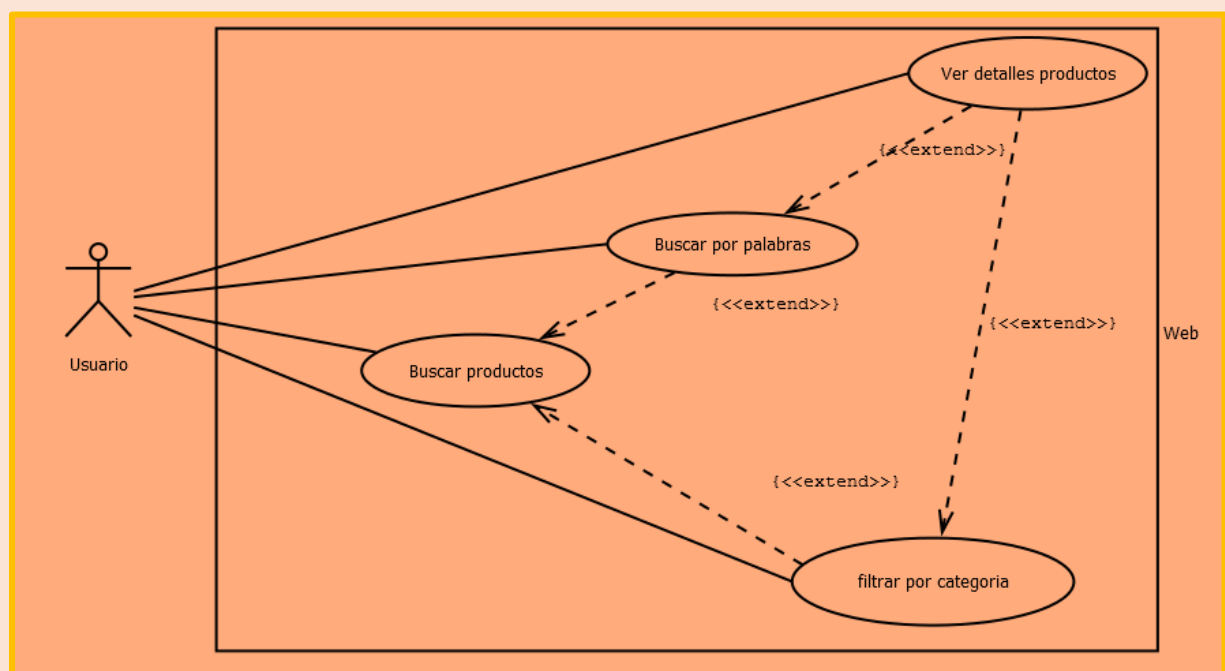 Ver detalles productos
{<<extend>>}
Buscar por palabras
{<<extend>>}
{<<extend>>}
Web
Usuario
Buscar productos
{<<extend>>}
filtrar por categoria